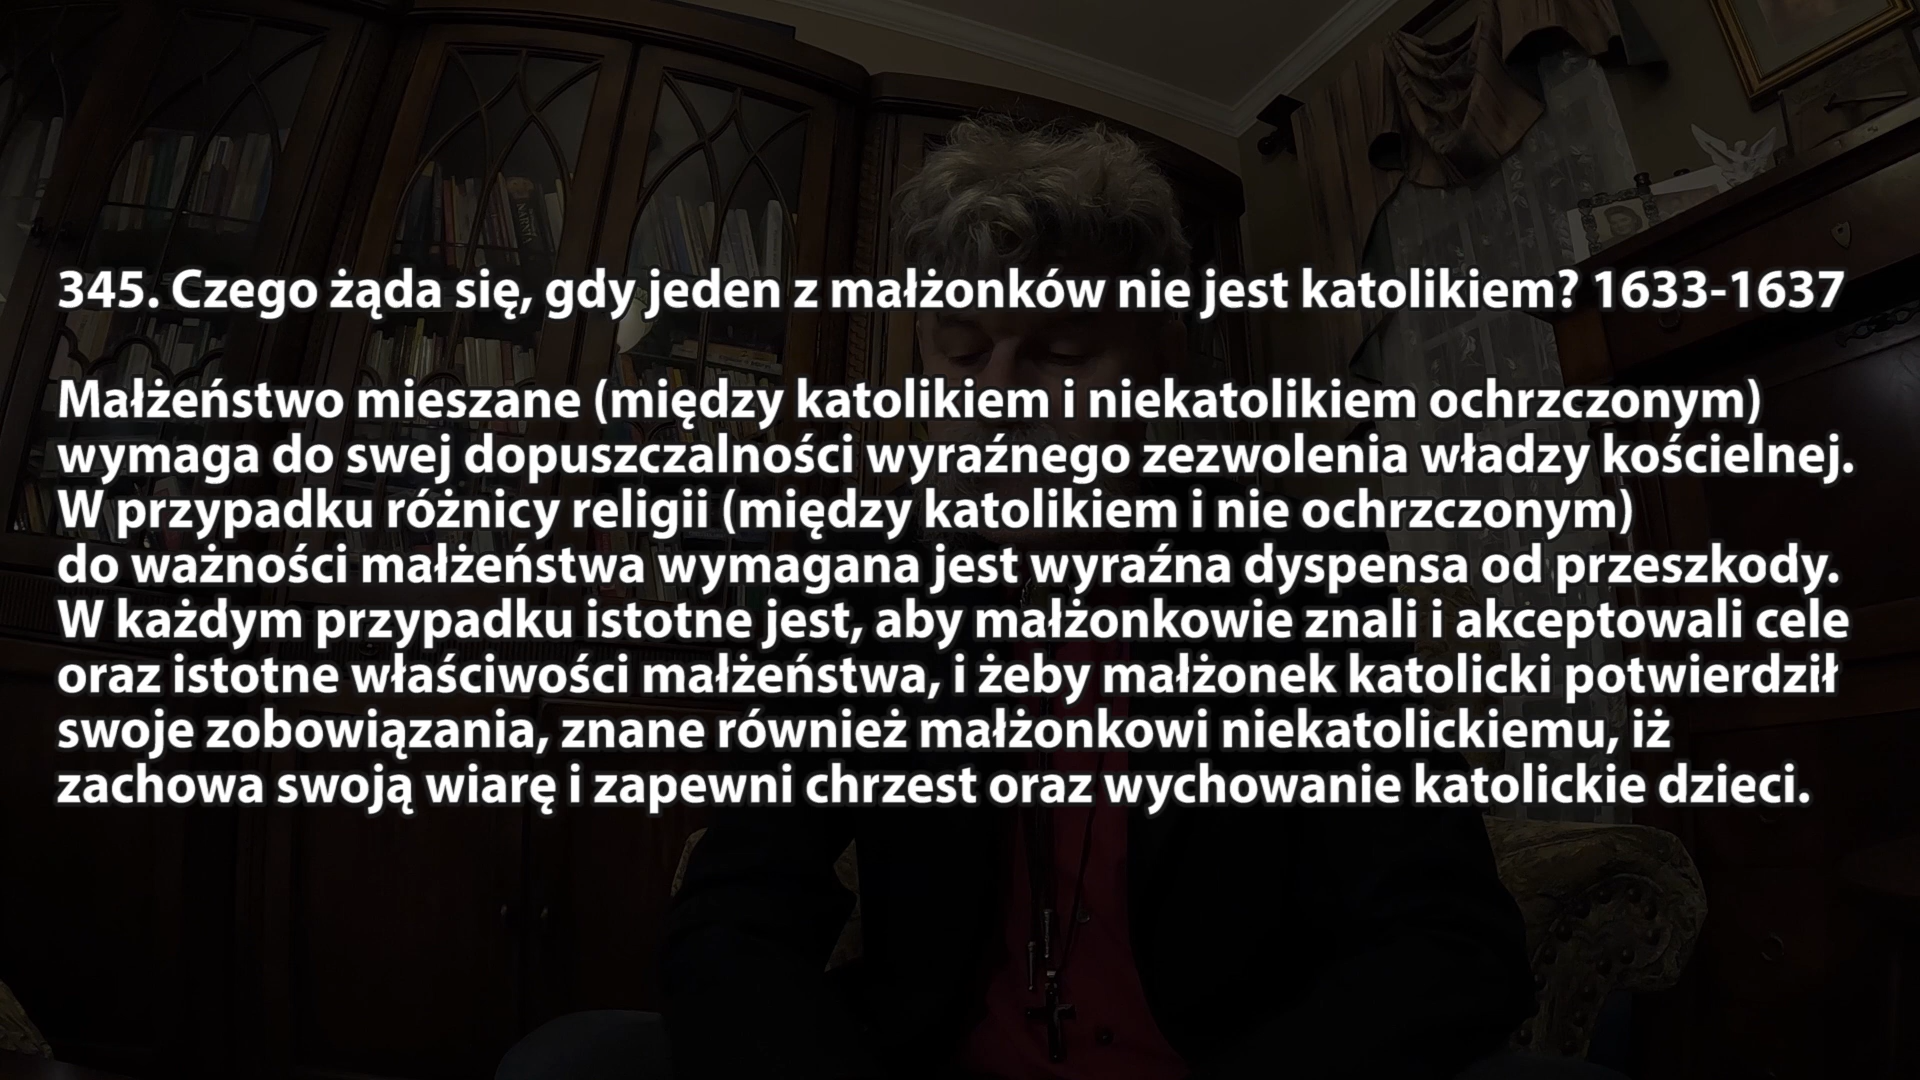 345. Czego żąda się, gdy jeden z małżonków nie jest katolikiem? 1633-1637
Małżeństwo mieszane (między katolikiem i niekatolikiem ochrzczonym)
wymaga do swej dopuszczalności wyraźnego zezwolenia władzy kościelnej.
W przypadku różnicy religii (między katolikiem i nie ochrzczonym)
do ważności małżeństwa wymagana jest wyraźna dyspensa od przeszkody.
W każdym przypadku istotne jest, aby małżonkowie znali i akceptowali cele
oraz istotne właściwości małżeństwa, i żeby małżonek katolicki potwierdził
swoje zobowiązania, znane również małżonkowi niekatolickiemu, iż
zachowa swoją wiarę i zapewni chrzest oraz wychowanie katolickie dzieci.